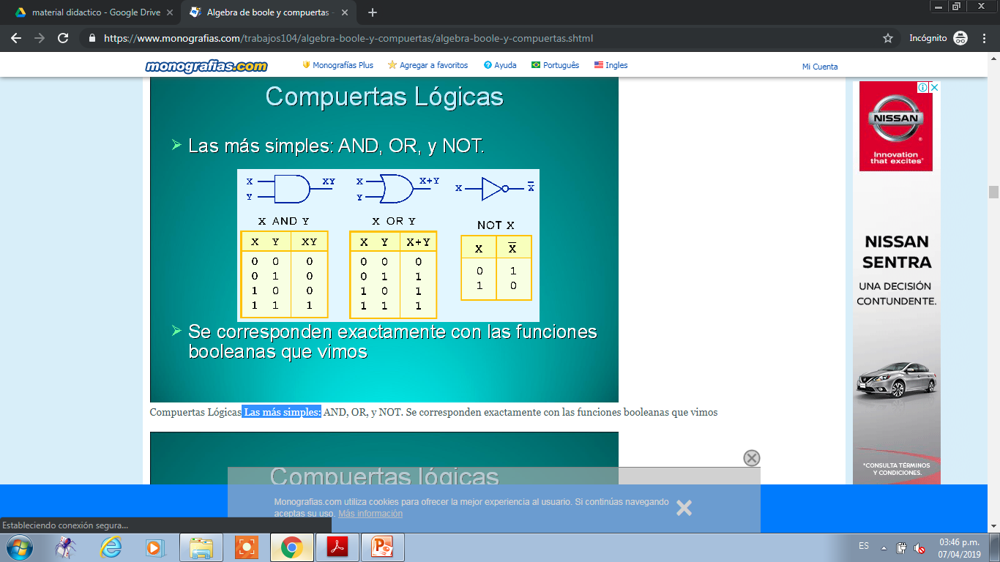 material didactico - Google Drive
Algebra de boole y compuertas -
https://www.monografias.com/trabajos104/algebra-boole-y-compuertas/algebra-boole-y-compuertas.shtml
Incógnito
monografias.com
Monografías Plus
Agregar a favoritos
Ayuda
Português
Ingles
Mi Cuenta
Compuertas Lógicas
Las más simples: AND, OR, y NOT.
X XY
Y
X X+Y
Y
X X̅
X AND Y
X Y XY
0 0 0
0 1 0
1 0 0
1 1 1
X OR Y
X Y X+Y
0 0 0
0 1 1
1 0 1
1 1 1
NOT X
X X̅
0 1
1 0
Se corresponden exactamente con las funciones
booleanas que vimos
Compuertas Lógicas Las más simples: AND, OR, y NOT. Se corresponden exactamente con las funciones booleanas que vimos
Compuertas lógicas
Monografias.com utiliza cookies para ofrecer la mejor experiencia al usuario. Si continúas navegando
aceptas su uso. Más información
NISSAN
Innovation
that excites
NISSAN
SENTRA
UNA DECISIÓN
CONTUNDENTE.
*CONSULTA TÉRMINOS
Y CONDICIONES.
Estableciendo conexión segura...
ES
03:46 p.m.
07/04/2019